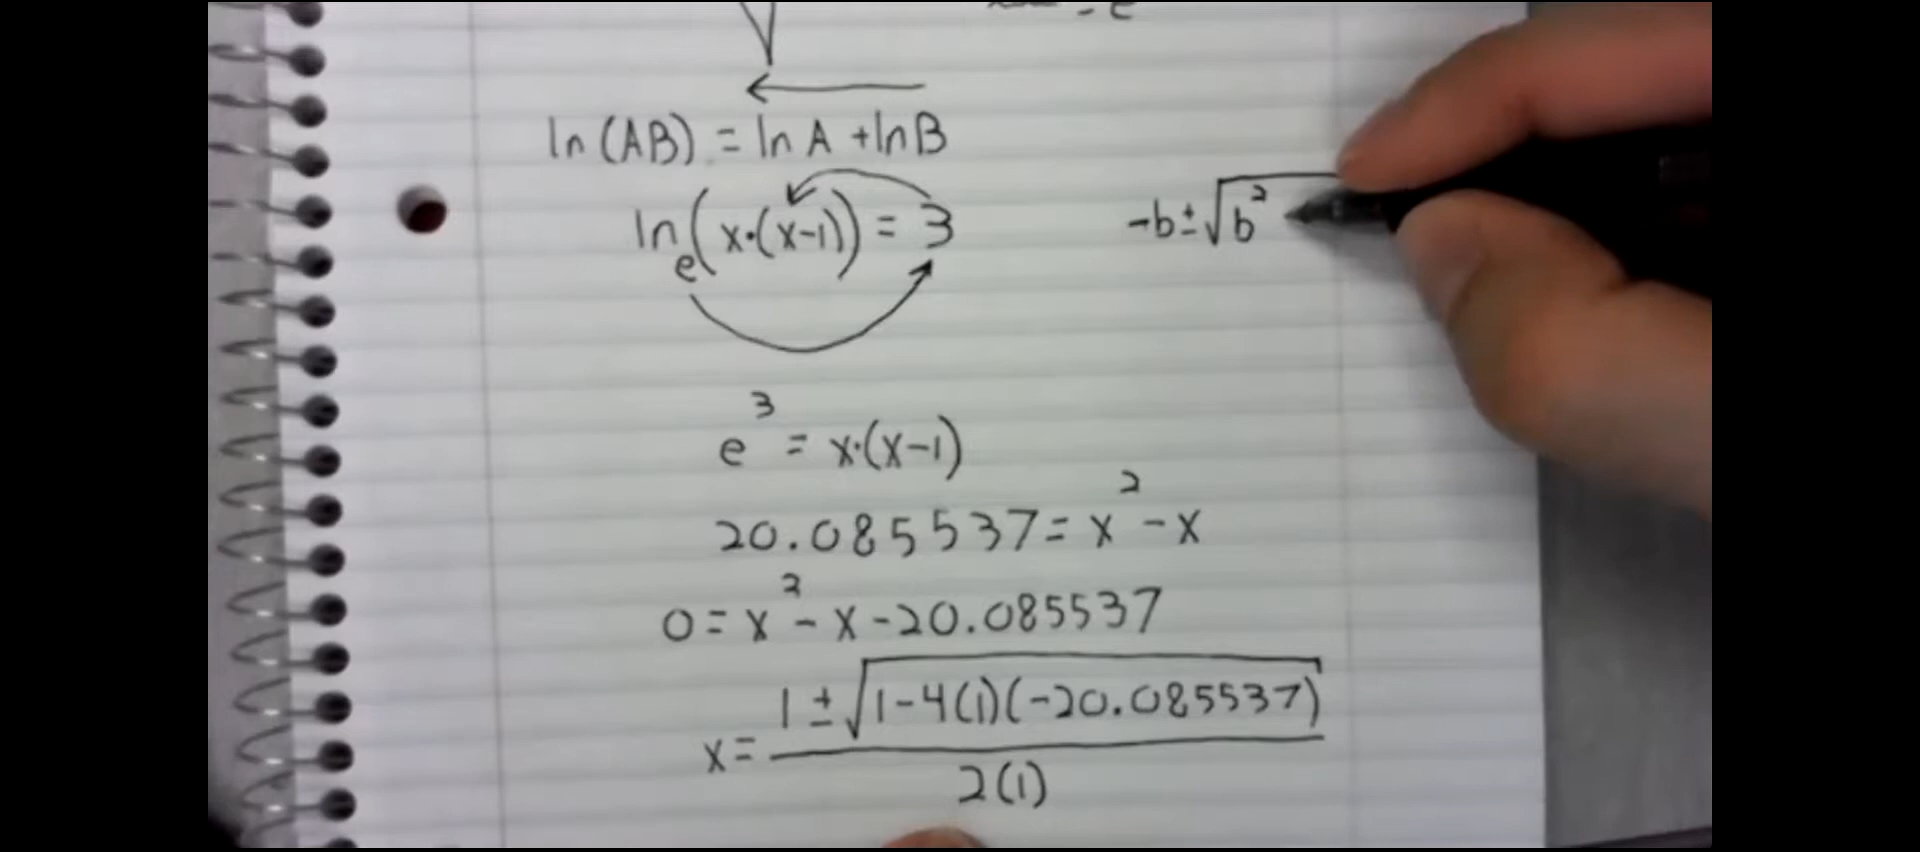 - e
ln (AB) = ln A + ln B
lnₑ(x·(x-1)) = 3
-b ± √b²
e³ = x·(x-1)
20.085537 = x² - x
0 = x² - x - 20.085537
x = 1 ± √1-4(1)(-20.085537)
2(1)